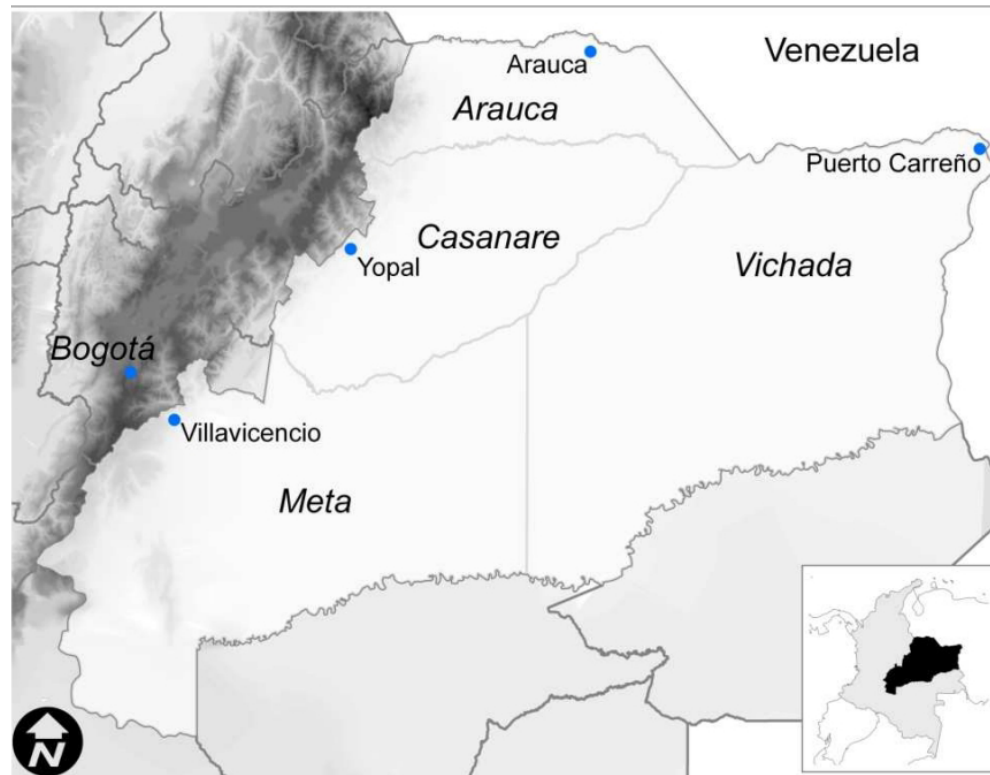 Venezuela
Arauca
Arauca
Puerto Carreño
Casanare
Yopal
Vichada
Bogotá
Villavicencio
Meta
N